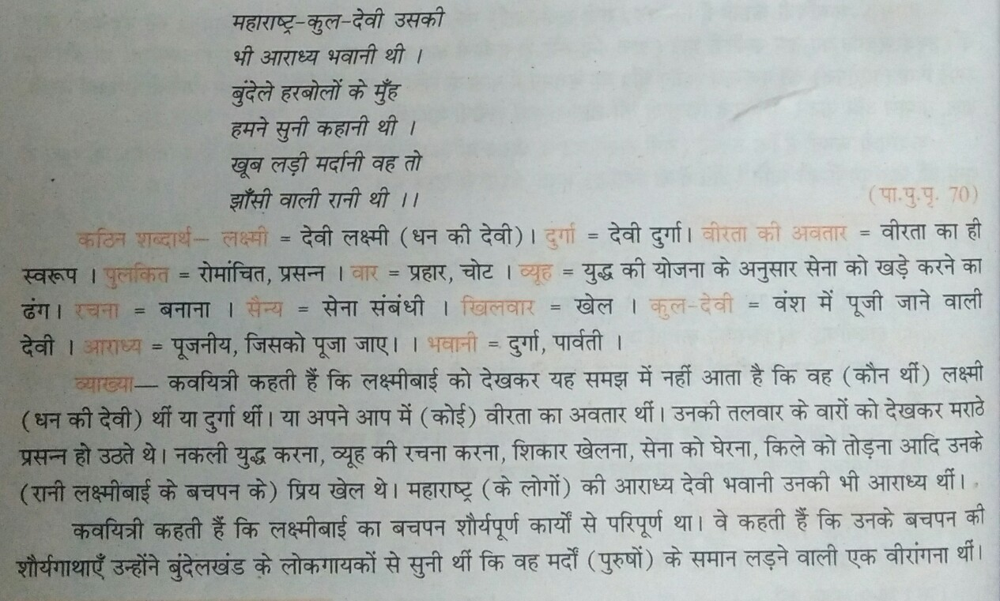 महाराष्ट्र-कुल-देवी उसकी
भी आराध्य भवानी थी ।
बुंदेले हरबोलों के मुँह
हमने सुनी कहानी थी ।
खूब लड़ी मर्दानी वह तो
झाँसी वाली रानी थी ।।
(पा.पु.पृ. 70)
कठिन शब्दार्थ— लक्ष्मी = देवी लक्ष्मी (धन की देवी)। दुर्गा = देवी दुर्गा। वीरता की अवतार = वीरता का ही
स्वरूप । पुलकित = रोमांचित, प्रसन्न । वार = प्रहार, चोट । व्यूह = युद्ध की योजना के अनुसार सेना को खड़े करने का
ढंग। रचना = बनाना । सैन्य = सेना संबंधी । खिलवार = खेल । कुल-देवी = वंश में पूजी जाने वाली
देवी । आराध्य = पूजनीय, जिसको पूजा जाए। । भवानी = दुर्गा, पार्वती ।
व्याख्या— कवयित्री कहती हैं कि लक्ष्मीबाई को देखकर यह समझ में नहीं आता है कि वह (कौन थीं) लक्ष्मी
(धन की देवी) थीं या दुर्गा थीं। या अपने आप में (कोई) वीरता का अवतार थीं। उनकी तलवार के वारों को देखकर मराठे
प्रसन्न हो उठते थे। नकली युद्ध करना, व्यूह की रचना करना, शिकार खेलना, सेना को घेरना, किले को तोड़ना आदि उनके
(रानी लक्ष्मीबाई के बचपन के) प्रिय खेल थे। महाराष्ट्र (के लोगों) की आराध्य देवी भवानी उनकी भी आराध्य थीं।
कवयित्री कहती हैं कि लक्ष्मीबाई का बचपन शौर्यपूर्ण कार्यों से परिपूर्ण था। वे कहती हैं कि उनके बचपन की
शौर्यगाथाएँ उन्होंने बुंदेलखंड के लोकगायकों से सुनी थीं कि वह मर्दों (पुरुषों) के समान लड़ने वाली एक वीरांगना थीं।